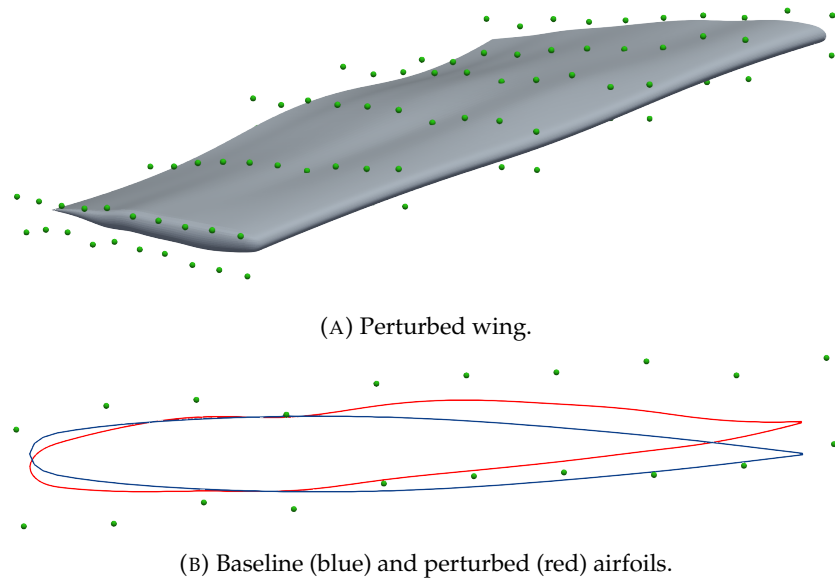 (A) Perturbed wing.
(B) Baseline (blue) and perturbed (red) airfoils.